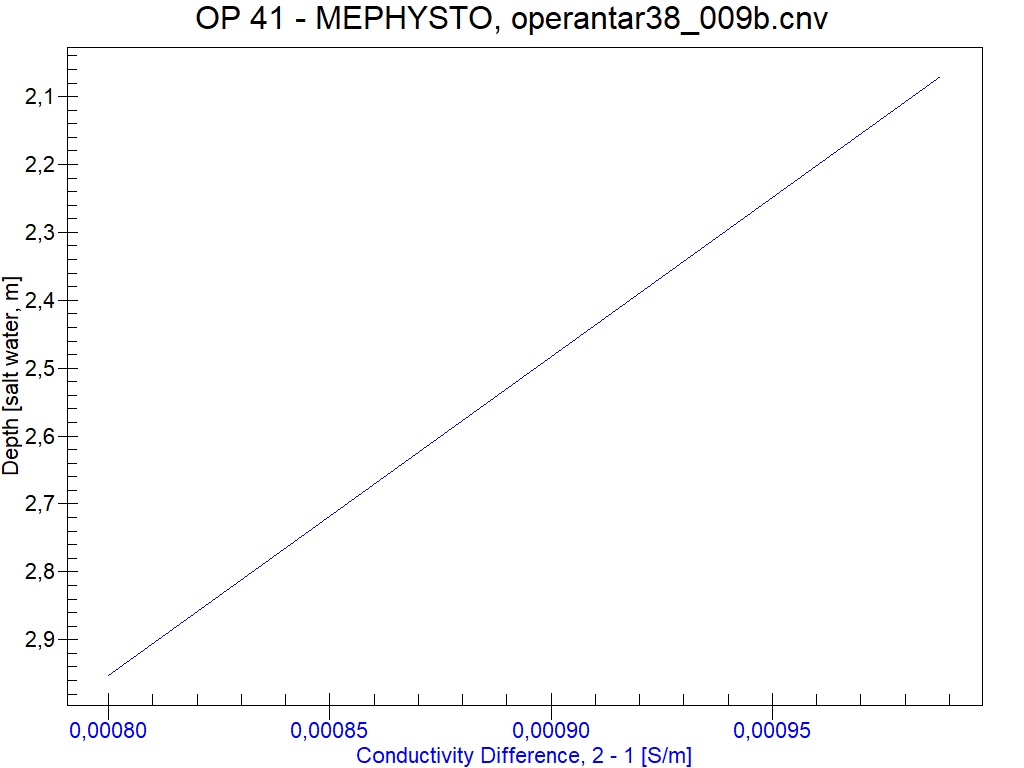 OP 41 - MEPHYSTO, operantar38_009b.cnv
Depth [salt water, m]
2,1
2,2
2,3
2,4
2,5
2,6
2,7
2,8
2,9
0,00080 0,00085 0,00090 0,00095
Conductivity Difference, 2 - 1 [S/m]